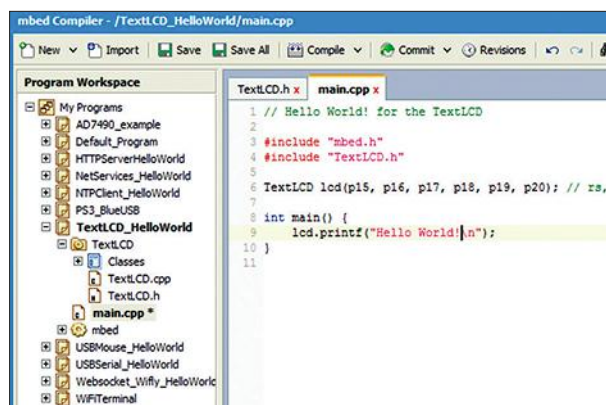 mbed Compiler - /TextLCD_HelloWorld/main.cpp
New Import Save Save All Compile Commit Revisions
Program Workspace
My Programs
AD7490_example
Default_Program
HTTPServerHelloWorld
NetServices_HelloWorld
NTPClient_HelloWorld
PS3_BlueUSB
TextLCD_HelloWorld
TextLCD
Classes
TextLCD.cpp
TextLCD.h
main.cpp *
mbed
USBMouse_HelloWorld
USBSerial_HelloWorld
Websocket_Wifly_HelloWorld
WiFiTerminal
TextLCD.h x main.cpp x
1 // Hello World! for the TextLCD
2
3 #include "mbed.h"
4 #include "TextLCD.h"
5
6 TextLCD lcd(p15, p16, p17, p18, p19, p20); // rs,
7
8 int main() {
9 lcd.printf("Hello World!\n");
10 }
11